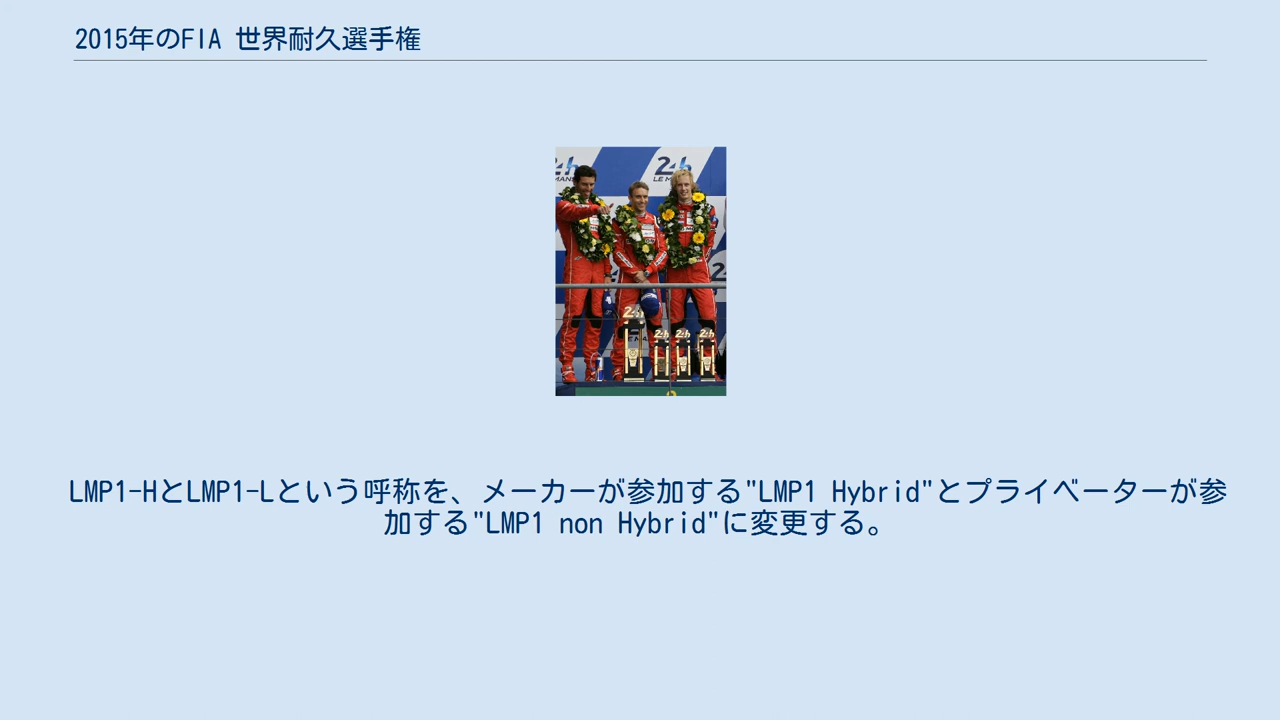 2015年のFIA 世界耐久選手権
24h
LE MANS
LMP1-HとLMP1-Lという呼称を、メーカーが参加する"LMP1 Hybrid"とプライベーターが参
加する"LMP1 non Hybrid"に変更する。